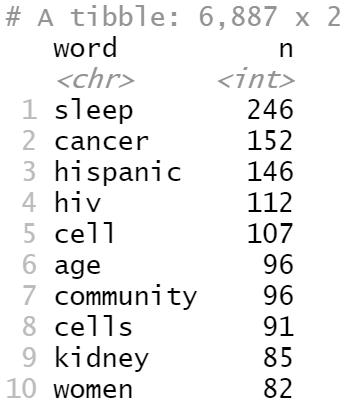 # A tibble: 6,887 x 2
word n
<chr> <int>
1 sleep 246
2 cancer 152
3 hispanic 146
4 hiv 112
5 cell 107
6 age 96
7 community 96
8 cells 91
9 kidney 85
10 women 82